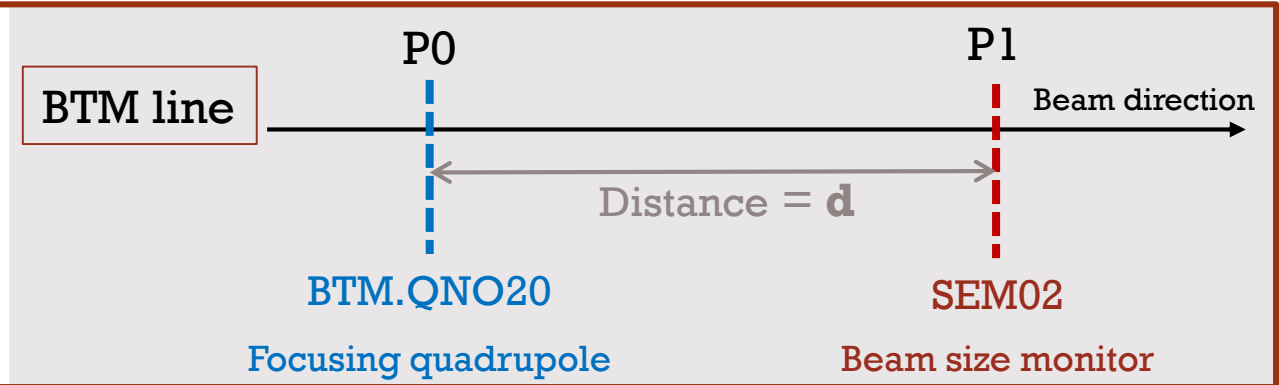 P0
P1
BTM line
Beam direction
Distance = d
BTM.QNO20
SEM02
Focusing quadrupole
Beam size monitor